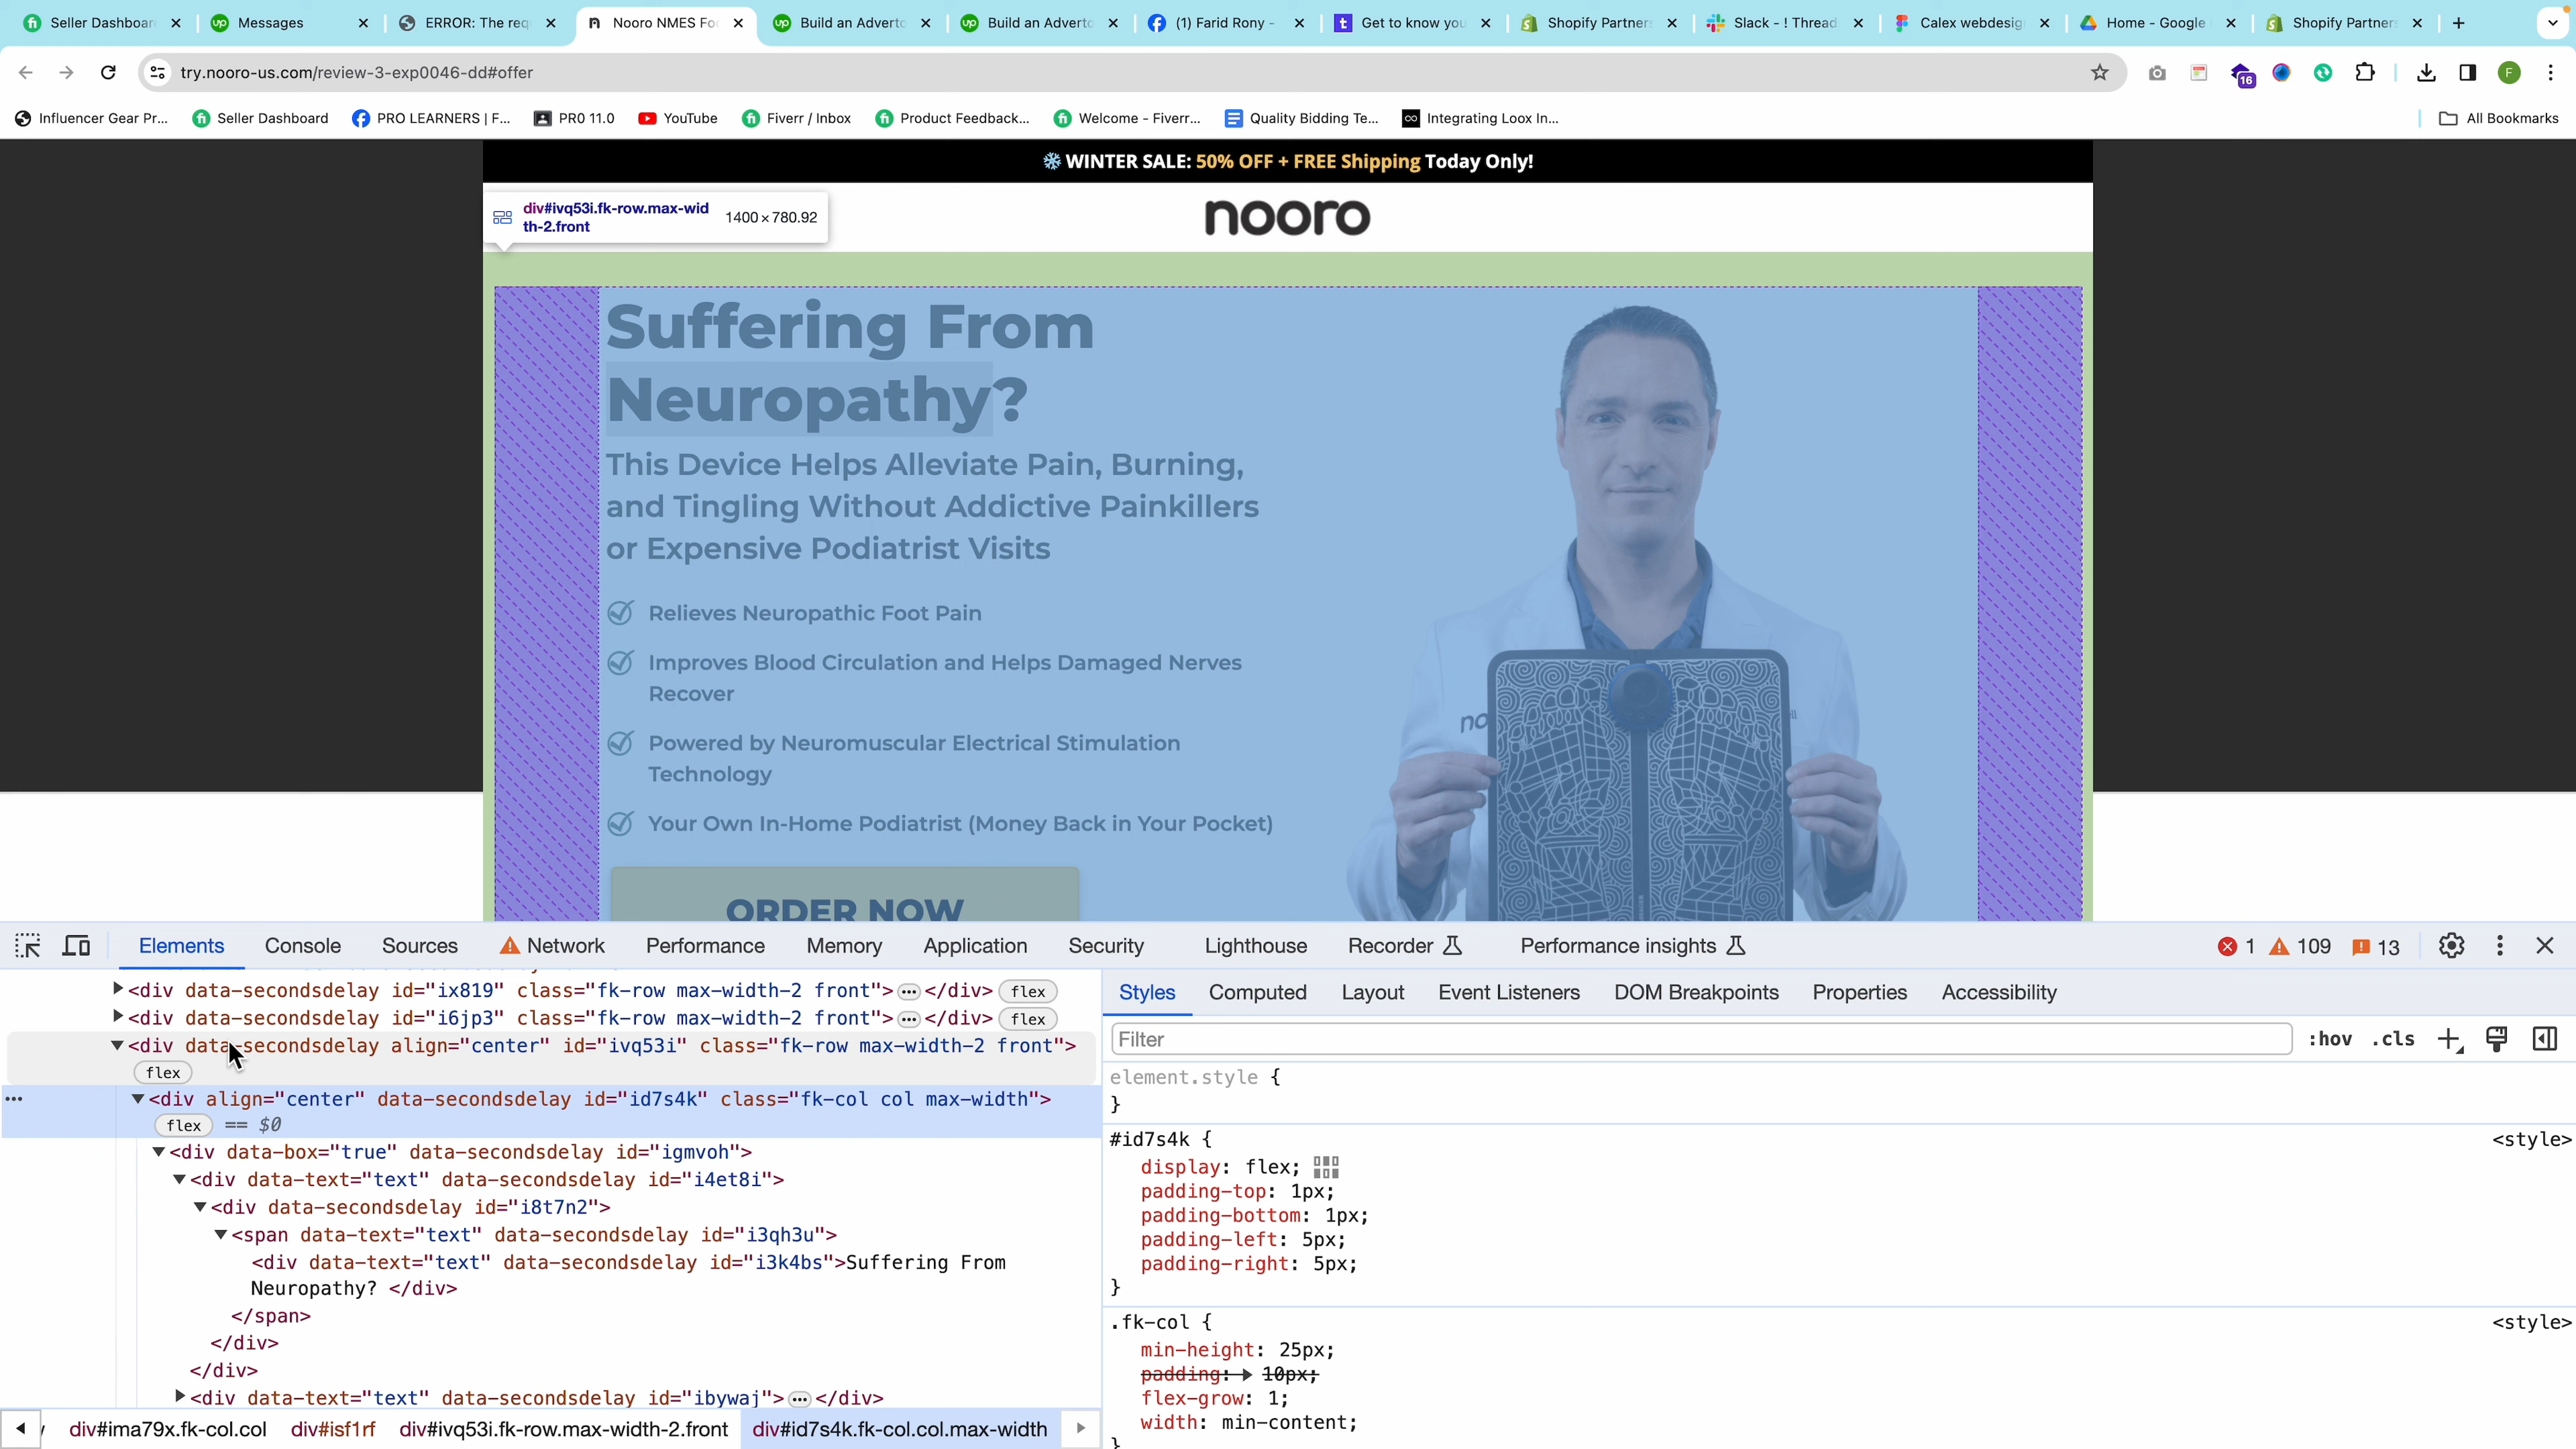 Seller Dashboar
Messages
ERROR: The req
Nooro NMES Foo
Build an Adverto
Build an Adverto
(1) Farid Rony -
Get to know you
Shopify Partner
Slack - ! Thread
Calex webdesig
Home - Google
Shopify Partner
try.nooro-us.com/review-3-exp0046-dd#offer
16
F
Influencer Gear Pr...
Seller Dashboard
PRO LEARNERS | F...
PR0 11.0
YouTube
Fiverr / Inbox
Product Feedback...
Welcome - Fiverr...
Quality Bidding Te...
Integrating Loox In...
All Bookmarks
WINTER SALE: 50% OFF + FREE Shipping Today Only!
div#ivq53i.fk-row.max-wid
th-2.front
1400 × 780.92
nooro
Suffering From
Neuropathy?
This Device Helps Alleviate Pain, Burning,
and Tingling Without Addictive Painkillers
or Expensive Podiatrist Visits
Relieves Neuropathic Foot Pain
Improves Blood Circulation and Helps Damaged Nerves
Recover
Powered by Neuromuscular Electrical Stimulation
Technology
Your Own In-Home Podiatrist (Money Back in Your Pocket)
ORDER NOW
Elements
Console
Sources
Network
Performance
Memory
Application
Security
Lighthouse
Recorder
Performance insights
1
109
13
<div data-secondsdelay id="ix819" class="fk-row max-width-2 front">…</div> flex
<div data-secondsdelay id="i6jp3" class="fk-row max-width-2 front">…</div> flex
<div data-secondsdelay align="center" id="ivq53i" class="fk-row max-width-2 front">
flex
<div align="center" data-secondsdelay id="id7s4k" class="fk-col col max-width">
flex == $0
<div data-box="true" data-secondsdelay id="igmvoh">
<div data-text="text" data-secondsdelay id="i4et8i">
<div data-secondsdelay id="i8t7n2">
<span data-text="text" data-secondsdelay id="i3qh3u">
<div data-text="text" data-secondsdelay id="i3k4bs">Suffering From
Neuropathy? </div>
</span>
</div>
</div>
<div data-text="text" data-secondsdelay id="ibywaj">…</div>
div#ima79x.fk-col.col
div#isf1rf
div#ivq53i.fk-row.max-width-2.front
div#id7s4k.fk-col.col.max-width
Styles
Computed
Layout
Event Listeners
DOM Breakpoints
Properties
Accessibility
Filter
:hov
.cls
element.style {
}
#id7s4k {
<style>
display: flex;
padding-top: 1px;
padding-bottom: 1px;
padding-left: 5px;
padding-right: 5px;
}
.fk-col {
<style>
min-height: 25px;
padding: 10px;
flex-grow: 1;
width: min-content;
}